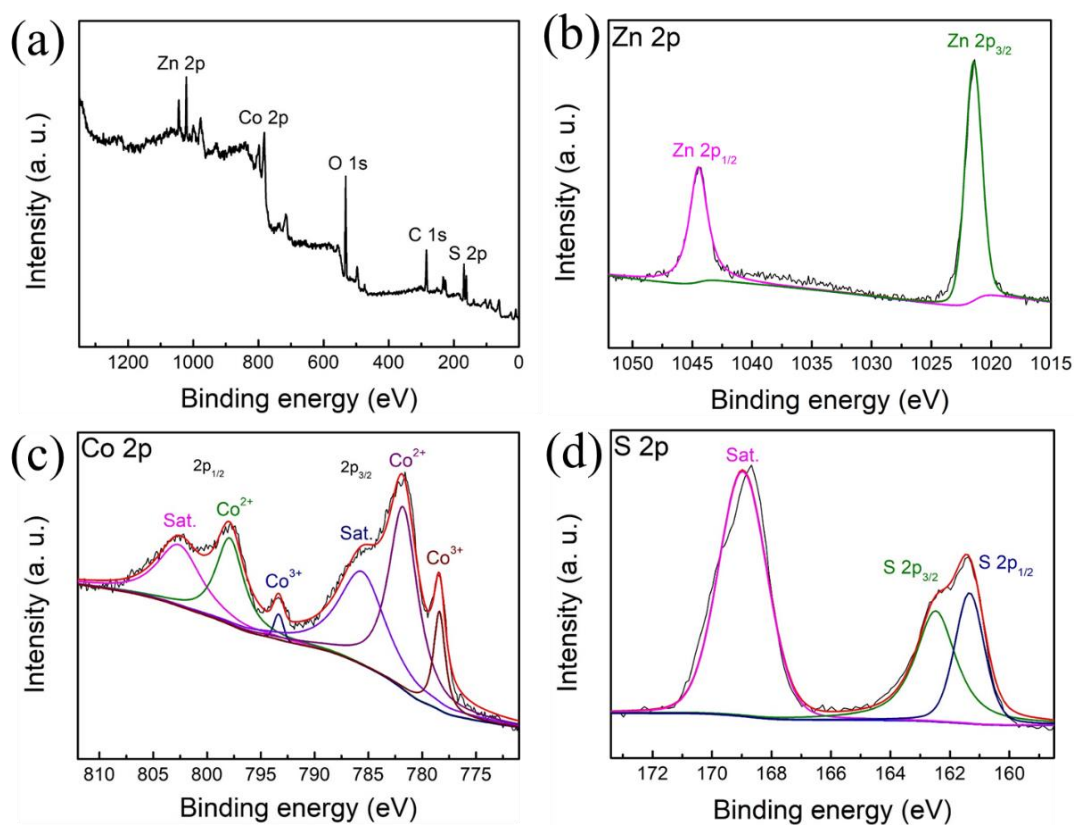 (a)
Zn 2p
Co 2p
O 1s
C 1s
S 2p
Intensity (a. u.)
1200 1000 800 600 400 200 0
Binding energy (eV)
(b)
Zn 2p
Zn 2p3/2
Zn 2p1/2
Intensity (a. u.)
1050 1045 1040 1035 1030 1025 1020 1015
Binding energy (eV)
(c)
Co 2p
2p1/2
2p3/2
Co2+
Sat.
Co2+
Sat.
Co3+
Co3+
Intensity (a. u.)
810 805 800 795 790 785 780 775
Binding energy (eV)
(d)
S 2p
Sat.
S 2p3/2
S 2p1/2
Intensity (a. u.)
172 170 168 166 164 162 160
Binding energy (eV)